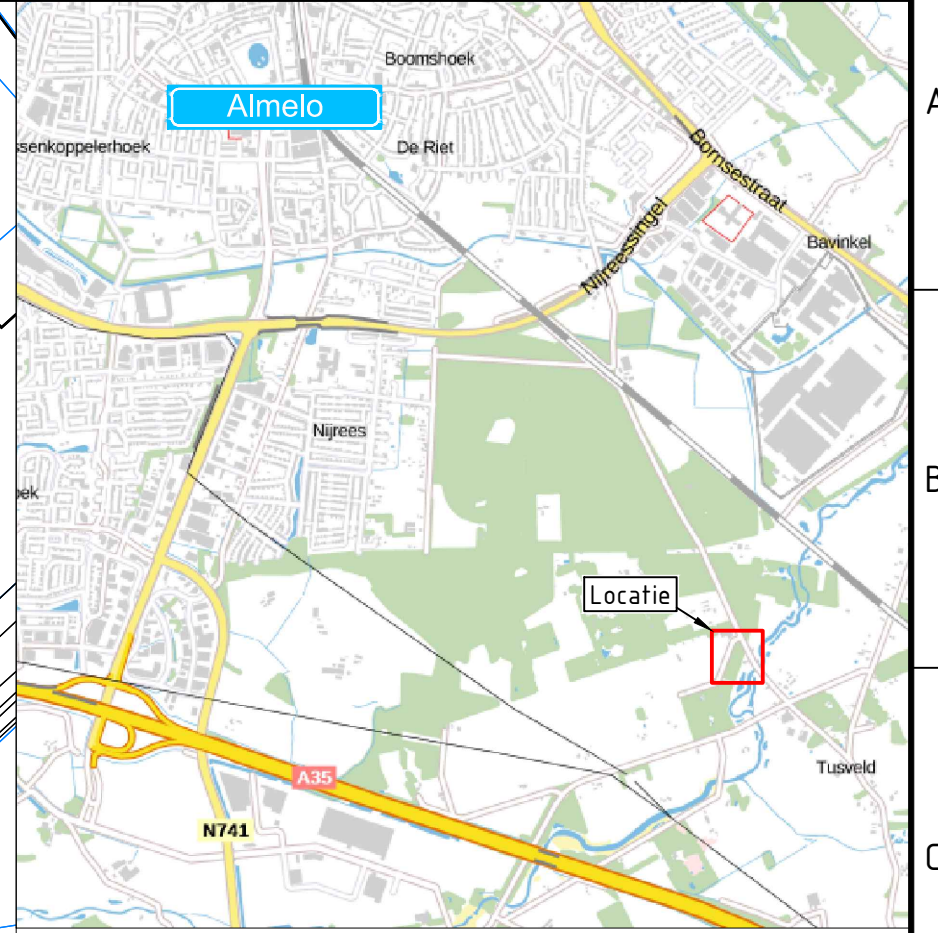 Boomshoek
A
Almelo
ssenkoppelerhoek
De Riet
Bornsestraat
Nijreessingel
Bavinkel
Nijrees
B
oek
Locatie
Tusveld
A35
N741
C